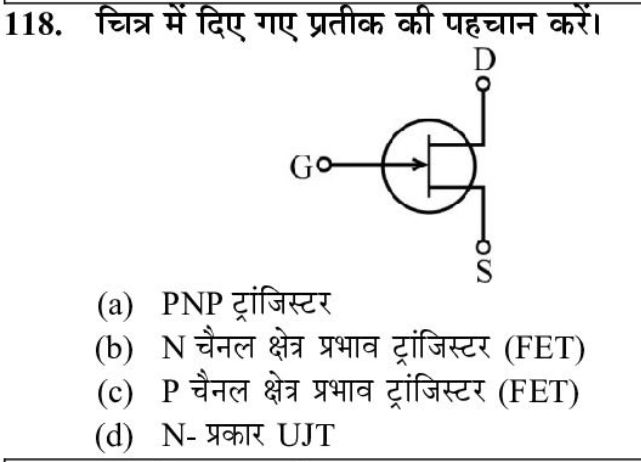 118. चित्र में दिए गए प्रतीक की पहचान करें।
D
G
S
(a) PNP ट्रांजिस्टर
(b) N चैनल क्षेत्र प्रभाव ट्रांजिस्टर (FET)
(c) P चैनल क्षेत्र प्रभाव ट्रांजिस्टर (FET)
(d) N- प्रकार UJT